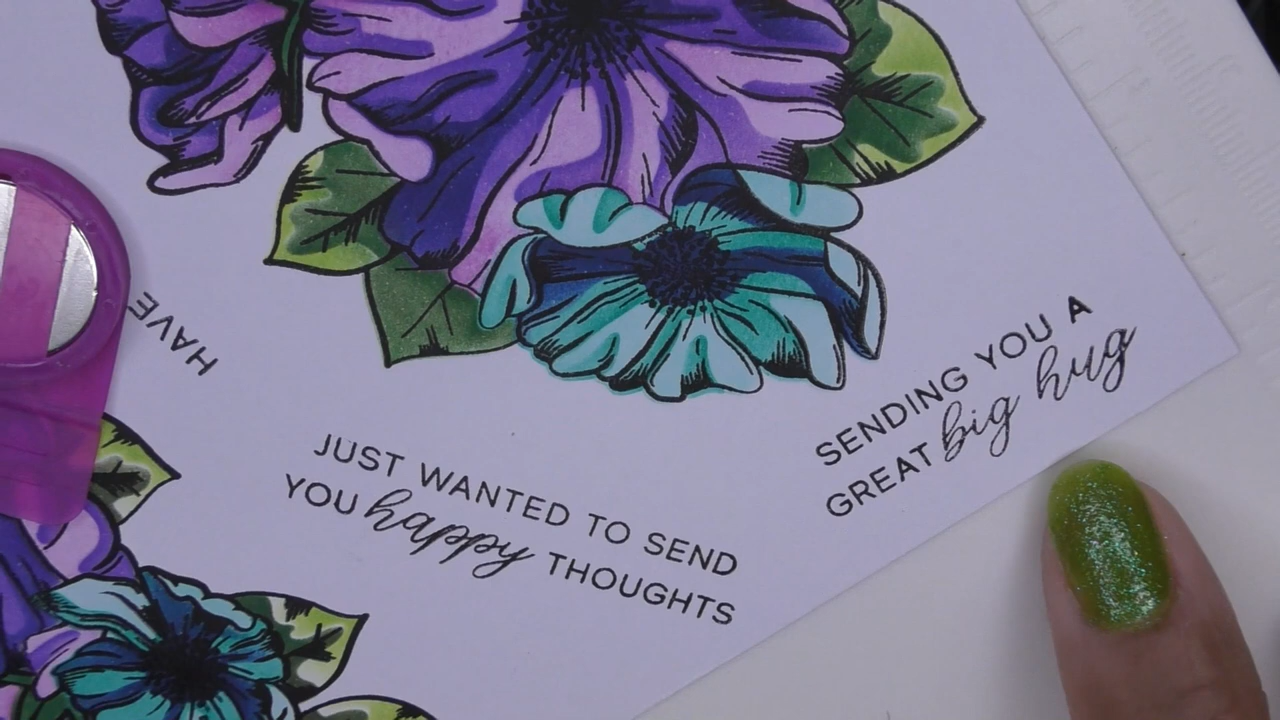 HAVE
JUST WANTED TO SEND
YOU happy THOUGHTS
SENDING YOU A
GREAT big hug